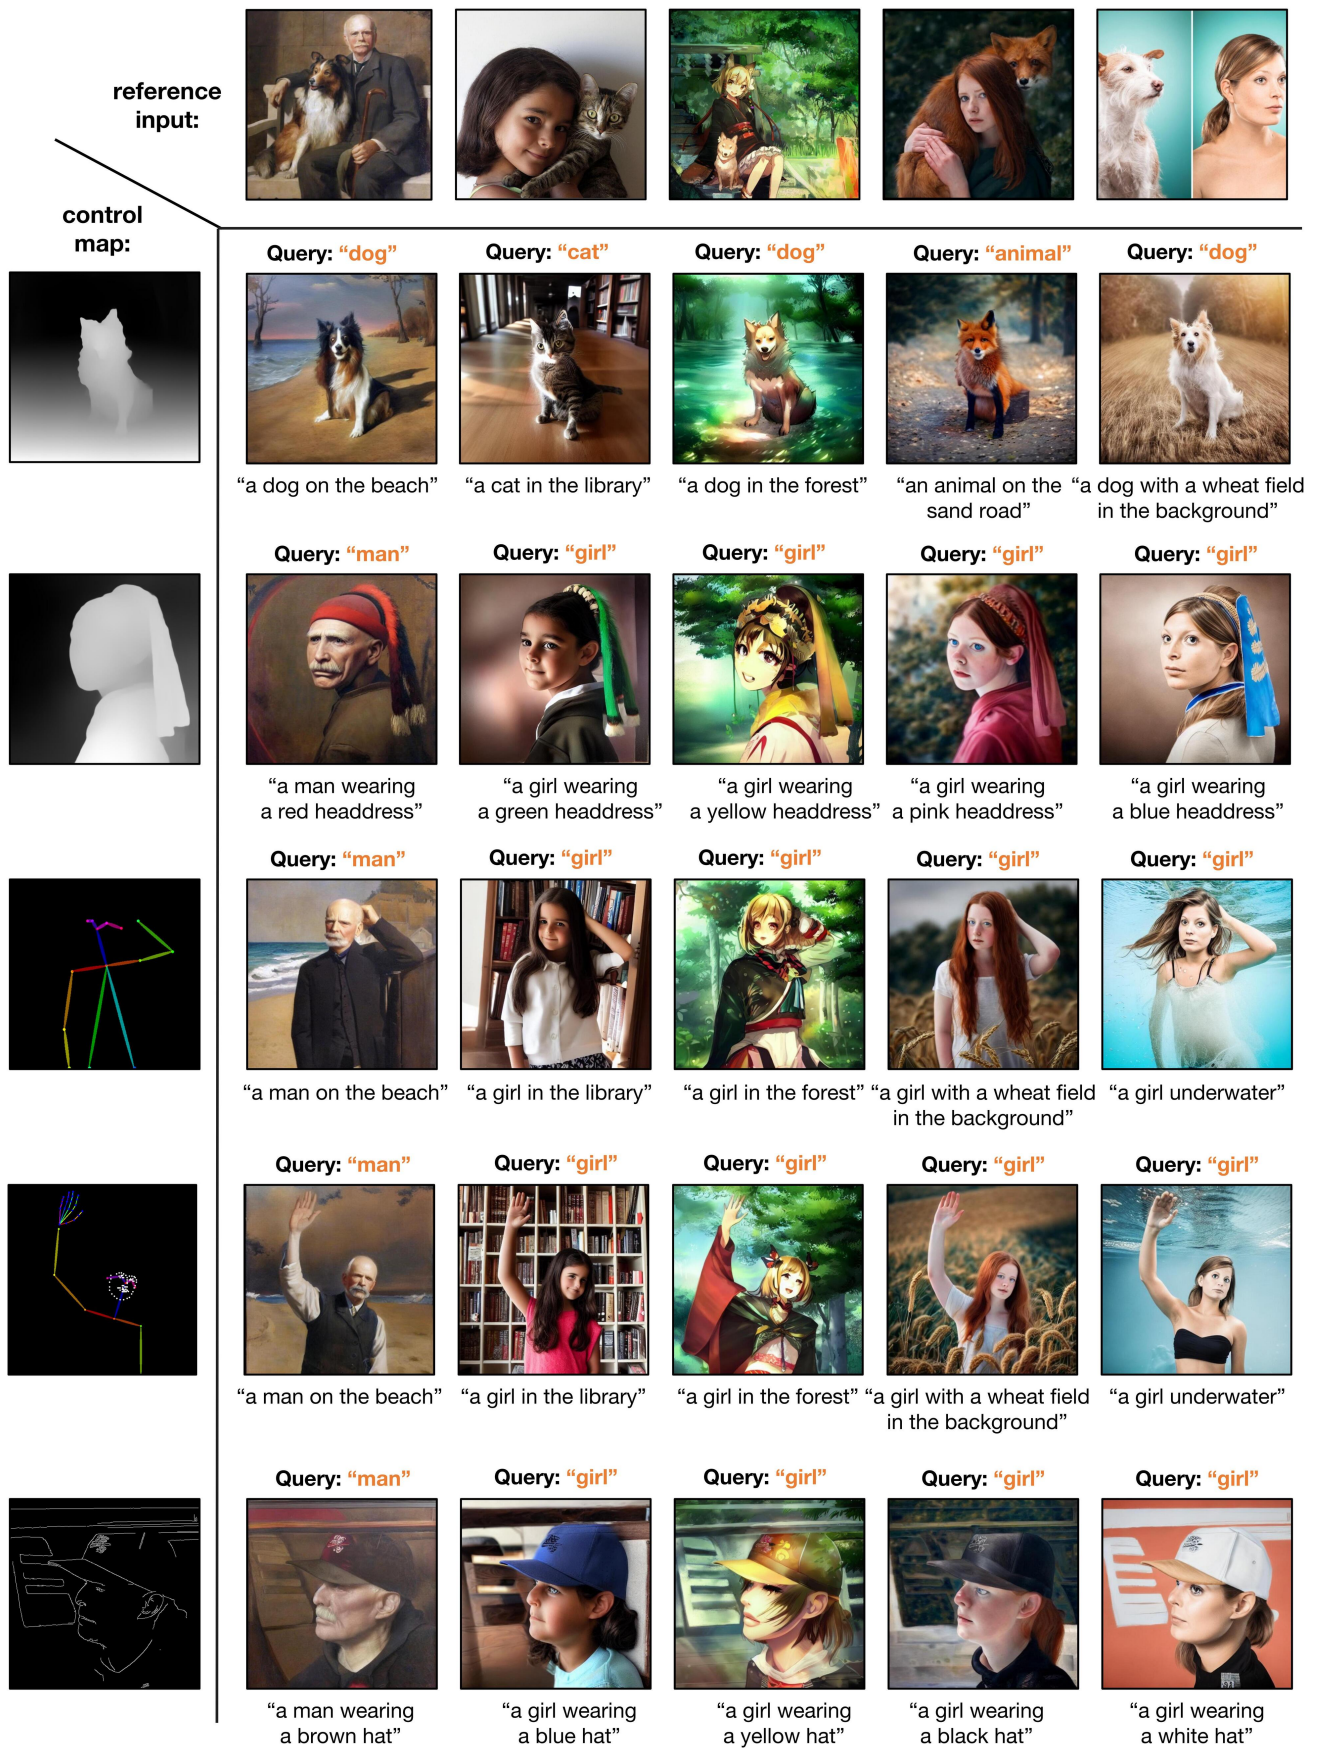 reference
input:
control
map:
Query: “dog”
Query: “cat”
Query: “dog”
Query: “animal”
Query: “dog”
“a dog on the beach”
“a cat in the library”
“a dog in the forest”
“an animal on the
sand road”
“a dog with a wheat field
in the background”
Query: “man”
Query: “girl”
Query: “girl”
Query: “girl”
Query: “girl”
“a man wearing
a red headdress”
“a girl wearing
a green headdress”
“a girl wearing
a yellow headdress”
“a girl wearing
a pink headdress”
“a girl wearing
a blue headdress”
Query: “man”
Query: “girl”
Query: “girl”
Query: “girl”
Query: “girl”
“a man on the beach”
“a girl in the library”
“a girl in the forest”
“a girl with a wheat field
in the background”
“a girl underwater”
Query: “man”
Query: “girl”
Query: “girl”
Query: “girl”
Query: “girl”
“a man on the beach”
“a girl in the library”
“a girl in the forest”
“a girl with a wheat field
in the background”
“a girl underwater”
Query: “man”
Query: “girl”
Query: “girl”
Query: “girl”
Query: “girl”
“a man wearing
a brown hat”
“a girl wearing
a blue hat”
“a girl wearing
a yellow hat”
“a girl wearing
a black hat”
“a girl wearing
a white hat”